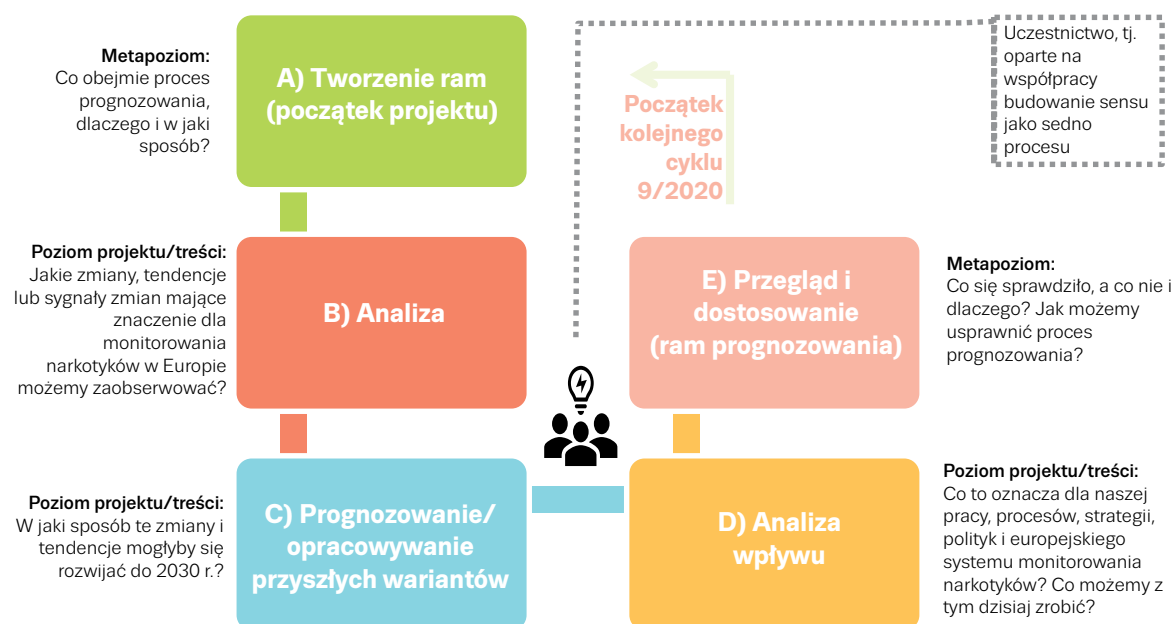 Metapoziom:
Co obejmie proces
prognozowania,
dlaczego i w jaki
sposób?
A) Tworzenie ram
(początek projektu)
Początek
kolejnego
cyklu
9/2020
Uczestnictwo, tj.
oparte na
współpracy
budowanie sensu
jako sedno
procesu
Poziom projektu/treści:
Jakie zmiany, tendencje
lub sygnały zmian mające
znaczenie dla
monitorowania
narkotyków w Europie
możemy zaobserwować?
B) Analiza
E) Przegląd i
dostosowanie
(ram prognozowania)
Metapoziom:
Co się sprawdziło, a co nie i
dlaczego? Jak możemy
usprawnić proces
prognozowania?
Poziom projektu/treści:
W jaki sposób te zmiany i
tendencje mogłyby się
rozwijać do 2030 r.?
C) Prognozowanie/
opracowywanie
przyszłych wariantów
D) Analiza
wpływu
Poziom projektu/treści:
Co to oznacza dla naszej
pracy, procesów, strategii,
polityk i europejskiego
systemu monitorowania
narkotyków? Co możemy z
tym dzisiaj zrobić?